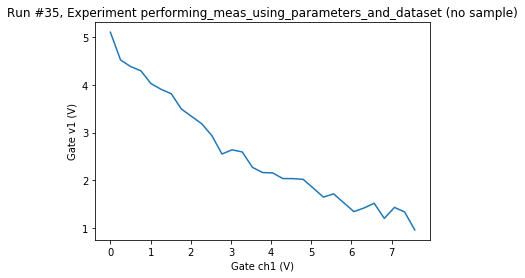 Run #35, Experiment performing_meas_using_parameters_and_dataset (no sample)
5
4
3
2
1
Gate v1 (V)
0 1 2 3 4 5 6 7
Gate ch1 (V)